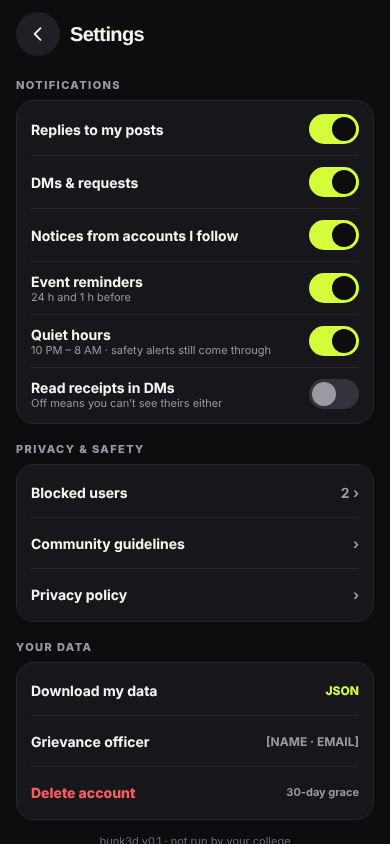 Settings
NOTIFICATIONS
Replies to my posts
DMs & requests
Notices from accounts I follow
Event reminders
24 h and 1 h before
Quiet hours
10 PM – 8 AM · safety alerts still come through
Read receipts in DMs
Off means you can't see theirs either
PRIVACY & SAFETY
Blocked users 2 ›
Community guidelines ›
Privacy policy ›
YOUR DATA
Download my data JSON
Grievance officer [NAME · EMAIL]
Delete account 30-day grace
bunk3d v0.1 · not run by your college